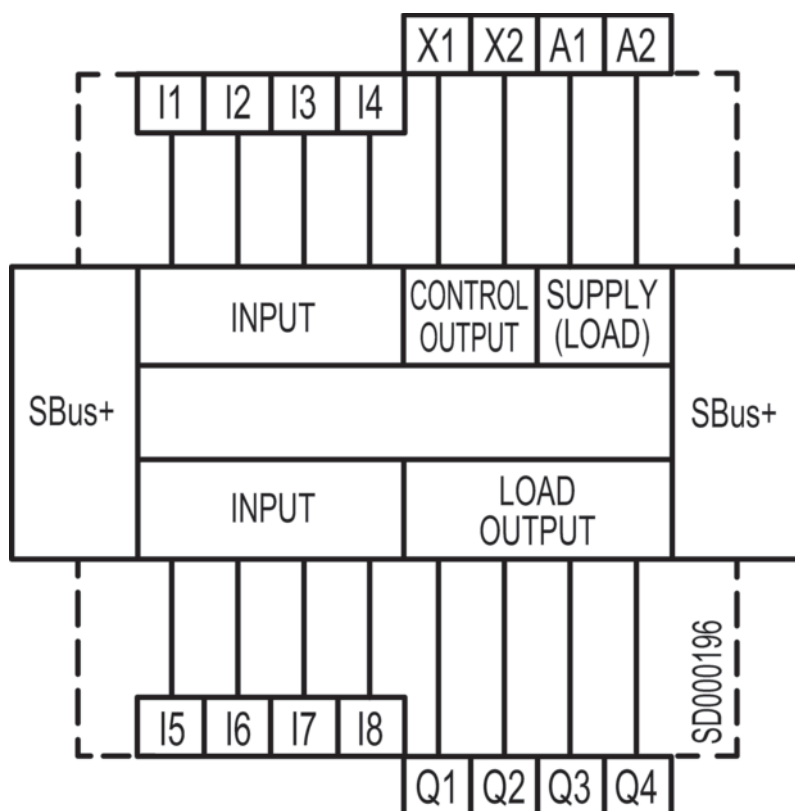 X1 X2 A1 A2
I1 I2 I3 I4
INPUT
CONTROL
OUTPUT
SUPPLY
(LOAD)
SBus+
SBus+
INPUT
LOAD
OUTPUT
SD000196
I5 I6 I7 I8
Q1 Q2 Q3 Q4